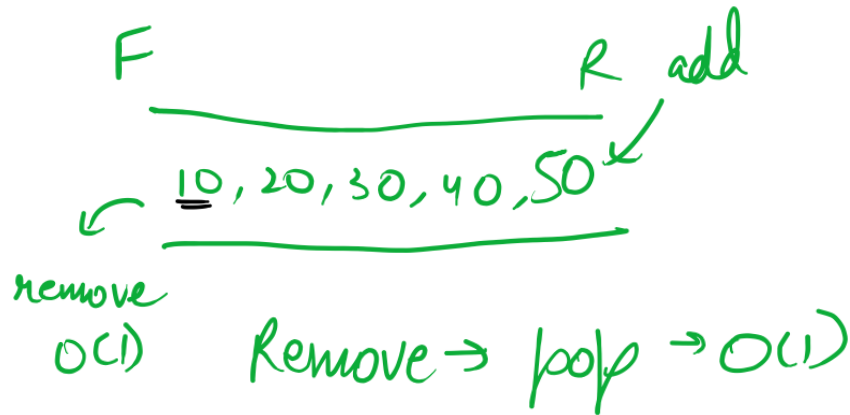 F R add
10, 20, 30, 40, 50
remove
O(1) Remove → pop → O(1)